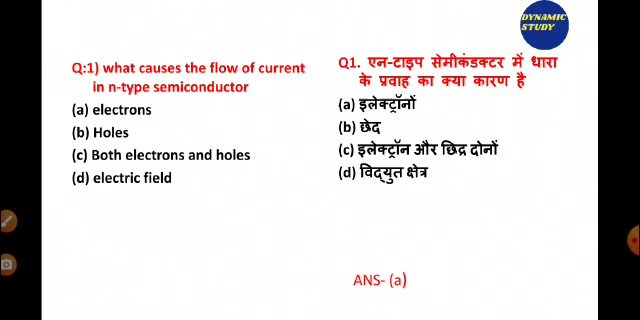 DYNAMIC
STUDY
Q:1) what causes the flow of current
in n-type semiconductor
(a) electrons
(b) Holes
(c) Both electrons and holes
(d) electric field
Q1. एन-टाइप सेमीकंडक्टर में धारा
के प्रवाह का क्या कारण है
(a) इलेक्ट्रॉनों
(b) छेद
(c) इलेक्ट्रॉन और छिद्र दोनों
(d) विद्युत क्षेत्र
ANS- (a)